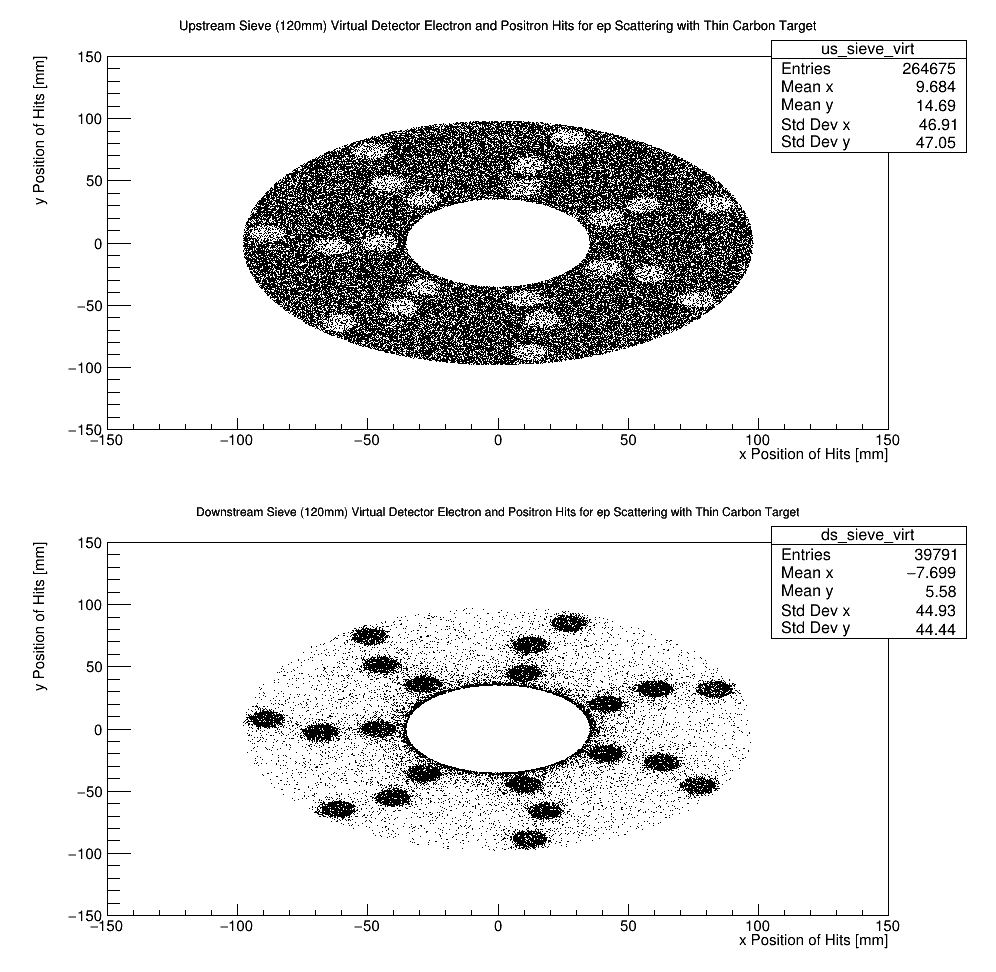 Upstream Sieve (120mm) Virtual Detector Electron and Positron Hits for ep Scattering with Thin Carbon Target
us_sieve_virt
Entries 264675
Mean x 9.684
Mean y 14.69
Std Dev x 46.91
Std Dev y 47.05
y Position of Hits [mm]
150
100
50
0
−50
−100
−150
−150 −100 −50 0 50 100 150
x Position of Hits [mm]
Downstream Sieve (120mm) Virtual Detector Electron and Positron Hits for ep Scattering with Thin Carbon Target
ds_sieve_virt
Entries 39791
Mean x −7.699
Mean y 5.58
Std Dev x 44.93
Std Dev y 44.44
y Position of Hits [mm]
150
100
50
0
−50
−100
−150
−150 −100 −50 0 50 100 150
x Position of Hits [mm]